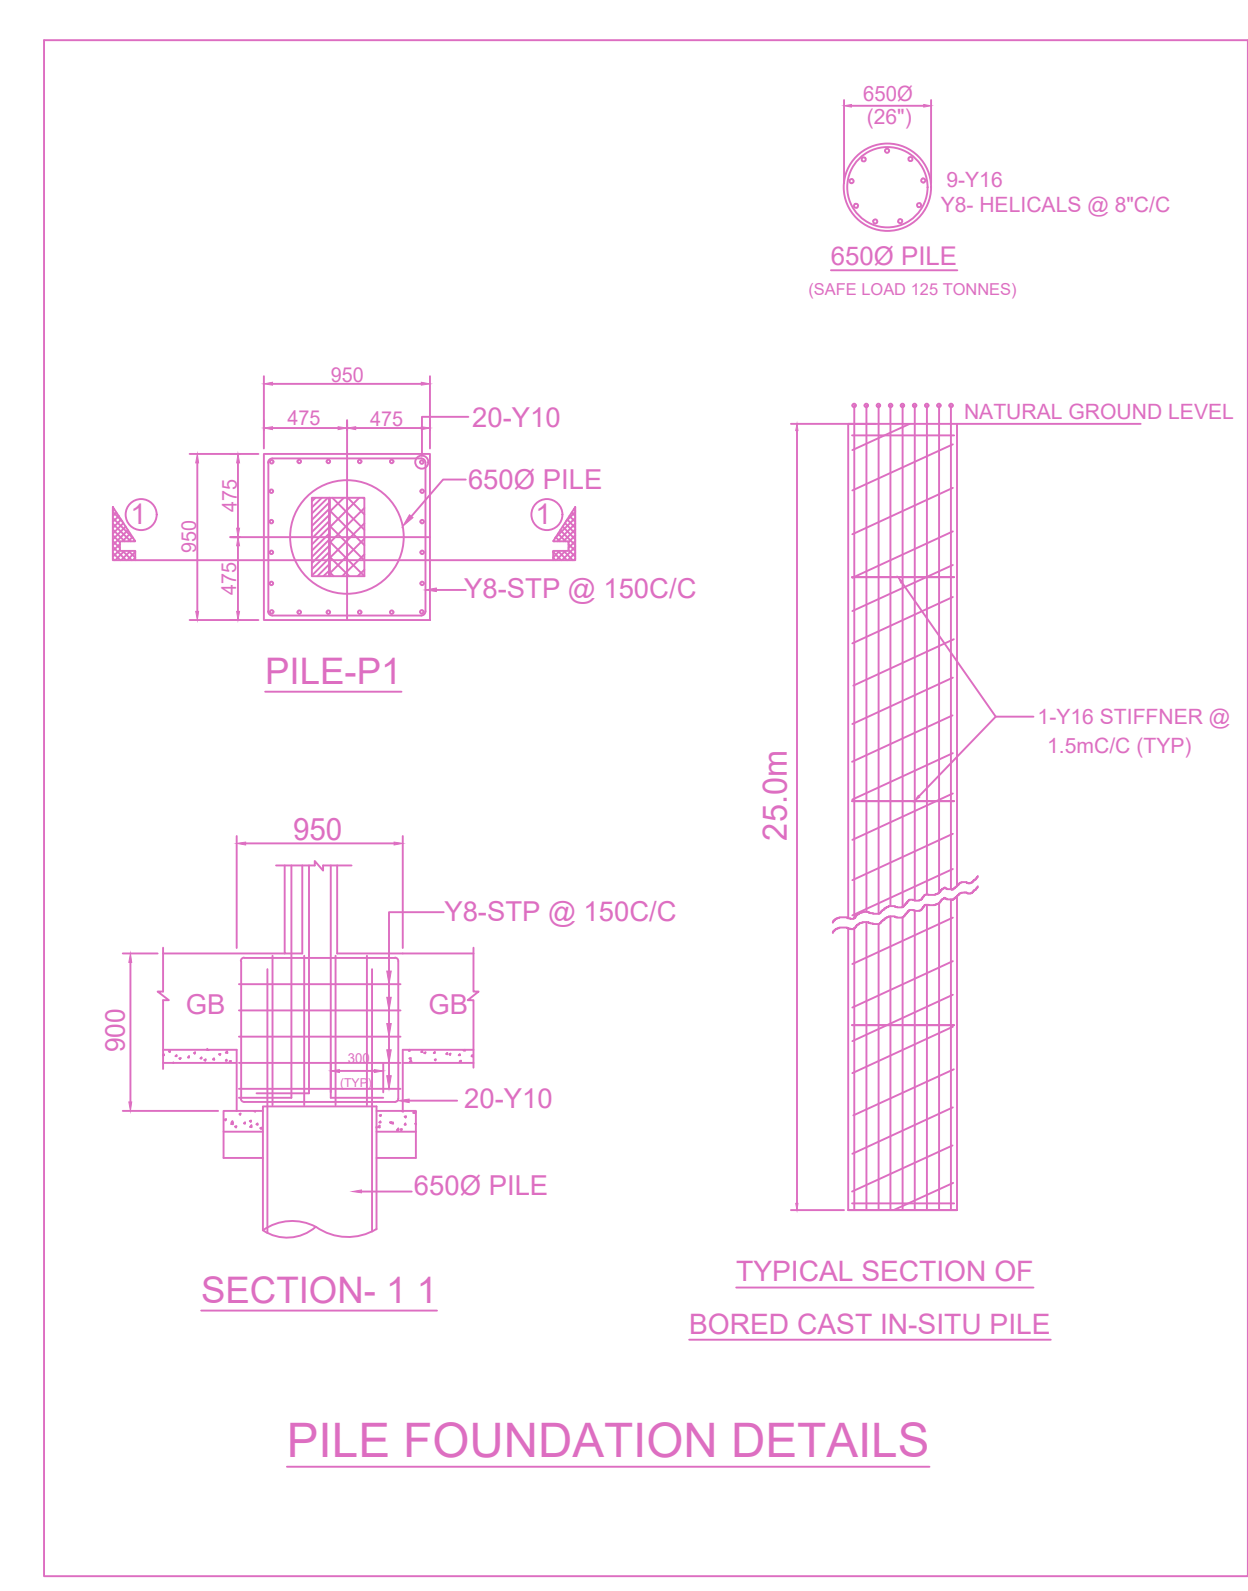 650Ø
(26")
9-Y16
Y8- HELICALS @ 8"C/C
650Ø PILE
(SAFE LOAD 125 TONNES)
950
475
475
20-Y10
650Ø PILE
475
950
475
1
1
Y8-STP @ 150C/C
PILE-P1
NATURAL GROUND LEVEL
1-Y16 STIFFNER @
1.5mC/C (TYP)
25.0m
950
Y8-STP @ 150C/C
GB
GB
900
300
(TYP)
20-Y10
650Ø PILE
SECTION- 1 1
TYPICAL SECTION OF
BORED CAST IN-SITU PILE
PILE FOUNDATION DETAILS